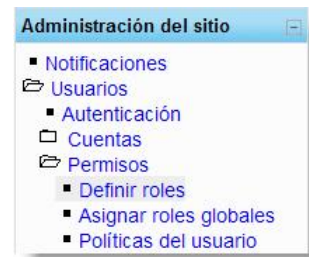 Administración del sitio
Notificaciones
Usuarios
Autenticación
Cuentas
Permisos
Definir roles
Asignar roles globales
Políticas del usuario